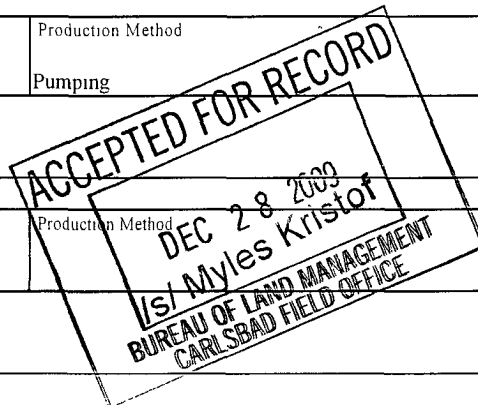 Production Method
Pumping
ACCEPTED FOR RECORD
DEC 28 2009
/s/ Myles Kristof
BUREAU OF LAND MANAGEMENT
CARLSBAD FIELD OFFICE
Production Method